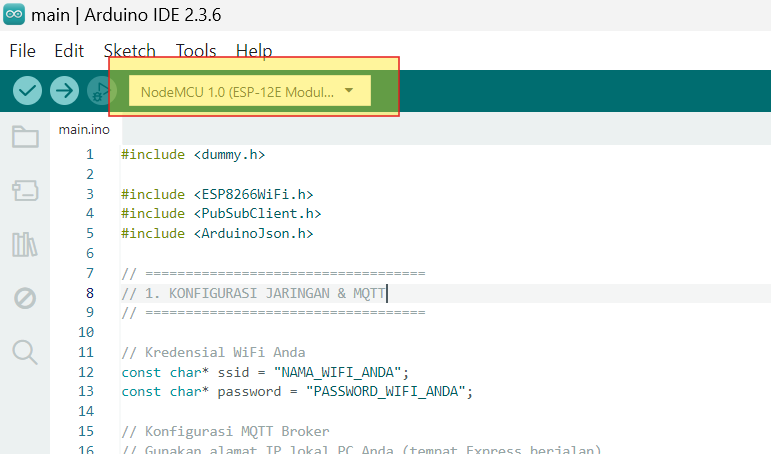 main | Arduino IDE 2.3.6
File Edit Sketch Tools Help
NodeMCU 1.0 (ESP-12E Modul...
main.ino
1 #include <dummy.h>
2
3 #include <ESP8266WiFi.h>
4 #include <PubSubClient.h>
5 #include <ArduinoJson.h>
6
7 // ===================================
8 // 1. KONFIGURASI JARINGAN & MQTT
9 // ===================================
10
11 // Kredensial WiFi Anda
12 const char* ssid = "NAMA_WIFI_ANDA";
13 const char* password = "PASSWORD_WIFI_ANDA";
14
15 // Konfigurasi MQTT Broker
16 // Gunakan alamat IP lokal PC Anda (tempat Express berjalan)